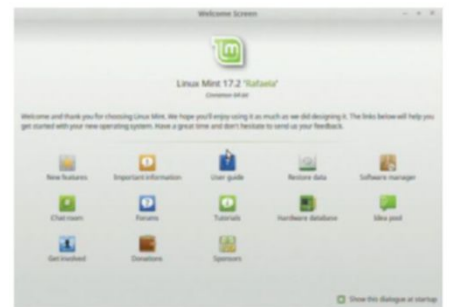 Welcome Screen
Linux Mint 17.2 'Rafaela'
Cinnamon 64-bit
Welcome and thank you for choosing Linux Mint. We hope you'll enjoy using it as much as we did designing it. The links below will help you
get started with your new operating system. Have a great time and don't hesitate to send us your feedback.
New features Important information User guide Restore data Software manager
Chat room Forums Tutorials Hardware database Idea pool
Get involved Donations Sponsors
Show this dialogue at startup